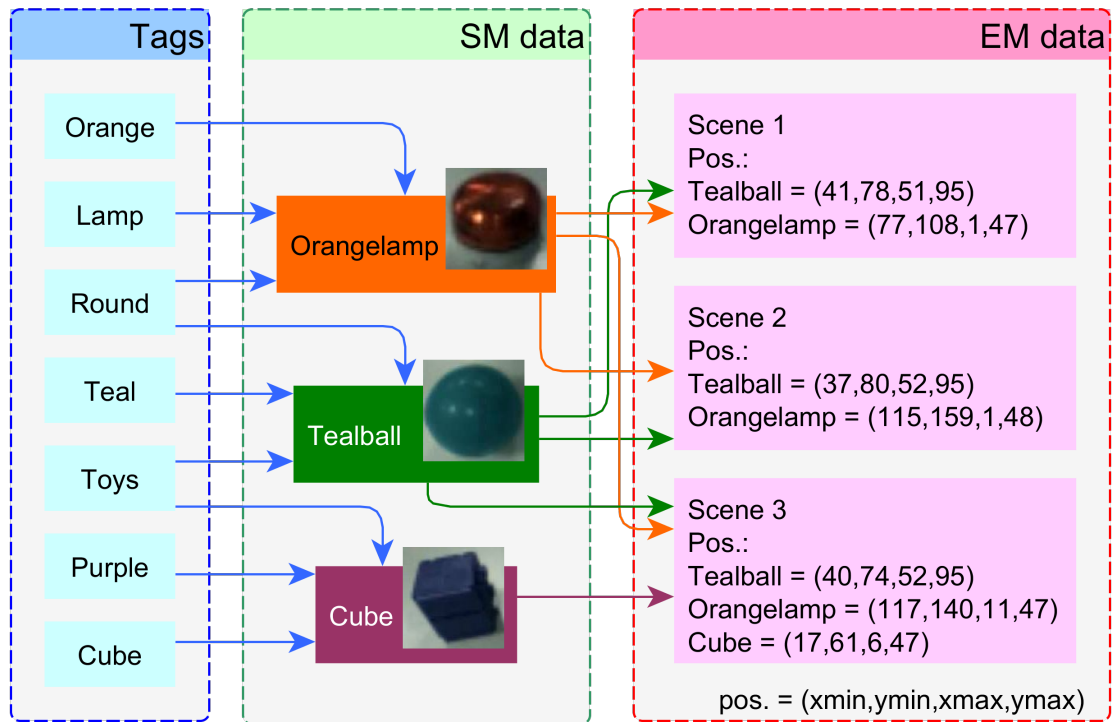 Tags
Orange
Lamp
Round
Teal
Toys
Purple
Cube
SM data
Orangelamp
Tealball
Cube
EM data
Scene 1
Pos.:
Tealball = (41,78,51,95)
Orangelamp = (77,108,1,47)
Scene 2
Pos.:
Tealball = (37,80,52,95)
Orangelamp = (115,159,1,48)
Scene 3
Pos.:
Tealball = (40,74,52,95)
Orangelamp = (117,140,11,47)
Cube = (17,61,6,47)
pos. = (xmin,ymin,xmax,ymax)